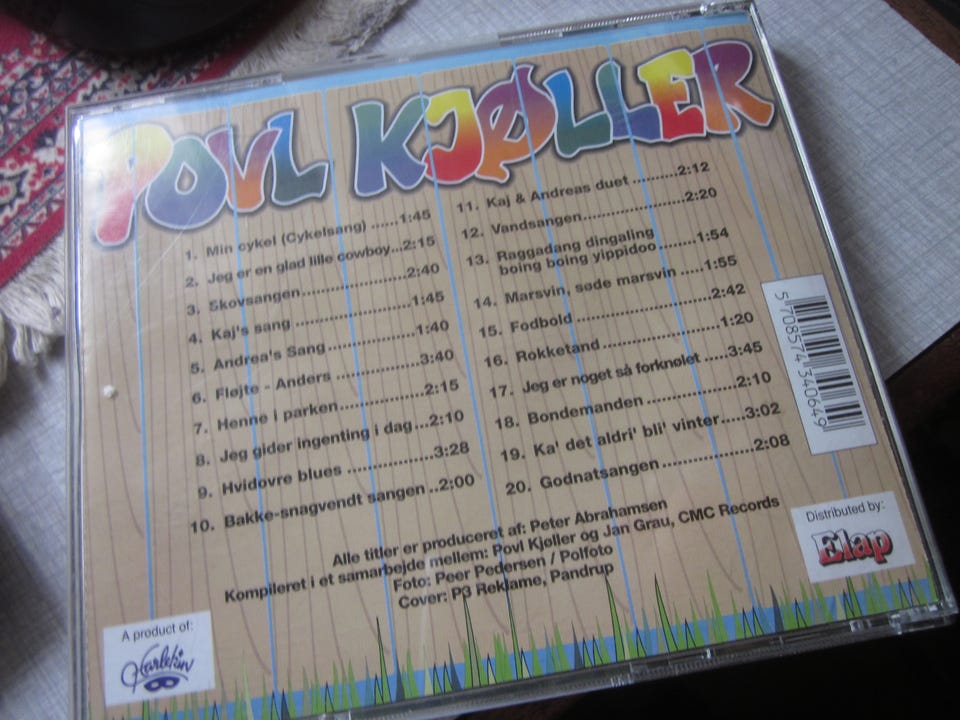 POVL KJØLLER
1. Min cykel (Cykelsang) ......1:45
2. Jeg er en glad lille cowboy...2:15
3. Skovsangen......................2:40
4. Kaj's sang ........................1:45
5. Andrea's Sang...................1:40
6. Fløjte - Anders ..................3:40
7. Henne i parken...................2:15
8. Jeg gider ingenting i dag...2:10
9. Hvidovre blues ..................3:28
10. Bakke-snagvendt sangen ..2:00
11. Kaj & Andreas duet ..........2:12
12. Vandsangen.....................2:20
13. Raggadang dingaling
boing boing yippidoo ........1:54
14. Marsvin, søde marsvin .....1:55
15. Fodbold ............................2:42
16. Rokketand........................1:20
17. Jeg er noget så forknølet .....3:45
18. Bondemanden ..................2:10
19. Ka' det aldri' bli' vinter.....3:02
20. Godnatsangen ..................2:08
Alle titler er produceret af: Peter Abrahamsen
Kompileret i et samarbejde mellem: Povl Kjøller og Jan Grau, CMC Records
Foto: Peer Pedersen / Polfoto
Cover: P3 Reklame, Pandrup
5 708574 340649
Distributed by:
Elap
A product of:
Harlekin